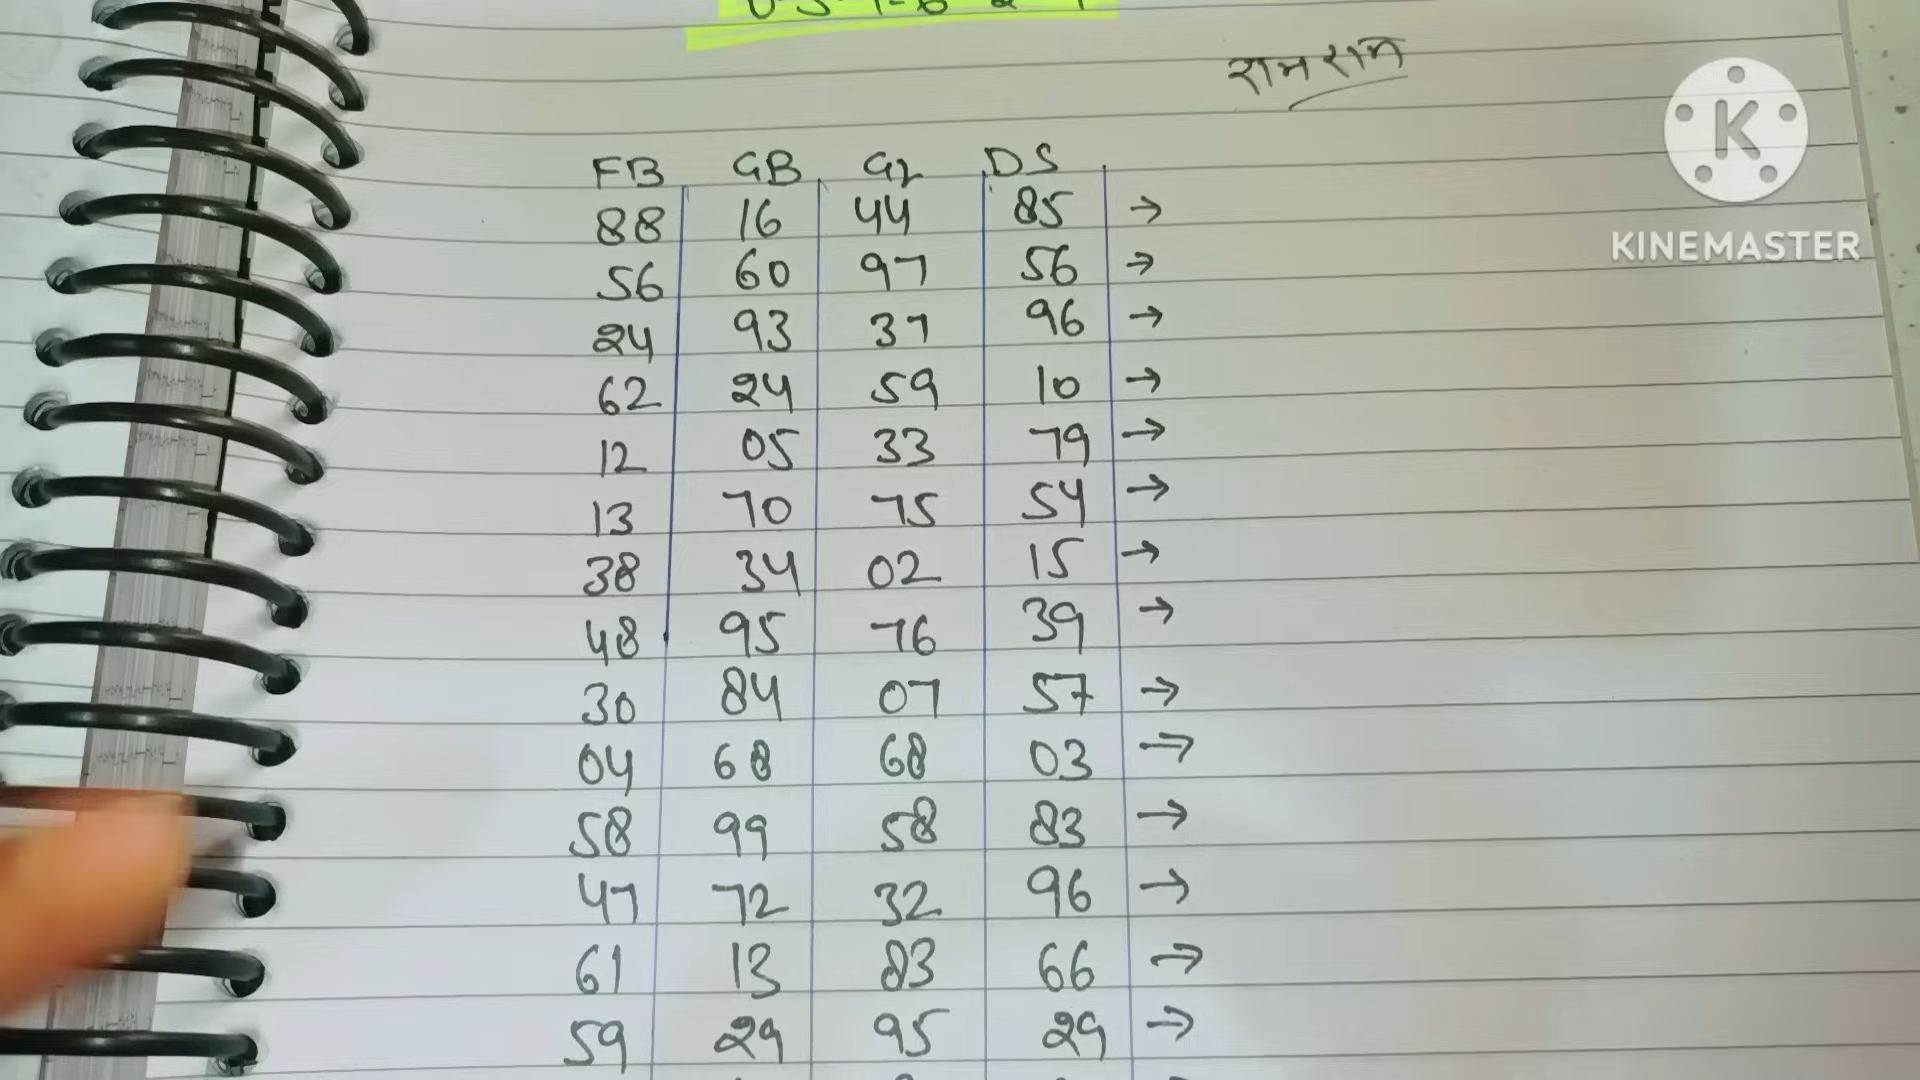 रामराम
K
KINEMASTER
FB GB GL DS
88 16 44 85 →
56 60 97 56 →
24 93 37 96 →
62 24 59 10 →
12 05 33 79 →
13 70 75 54 →
38 34 02 15 →
48 95 76 39 →
30 84 07 57 →
04 68 68 03 →
58 99 58 83 →
47 72 32 96 →
61 13 83 66 →
59 29 95 29 →